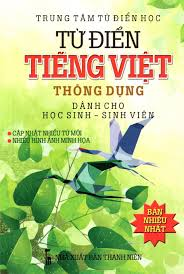 TRUNG TÂM TỪ ĐIỂN HỌC
TỪ ĐIỂN
TIẾNG VIỆT
THÔNG DỤNG
DÀNH CHO
HỌC SINH - SINH VIÊN
• CẬP NHẬT NHIỀU TỪ MỚI
• NHIỀU HÌNH ẢNH MINH HỌA
BÁN
NHIỀU
NHẤT
NHÀ XUẤT BẢN THANH NIÊN